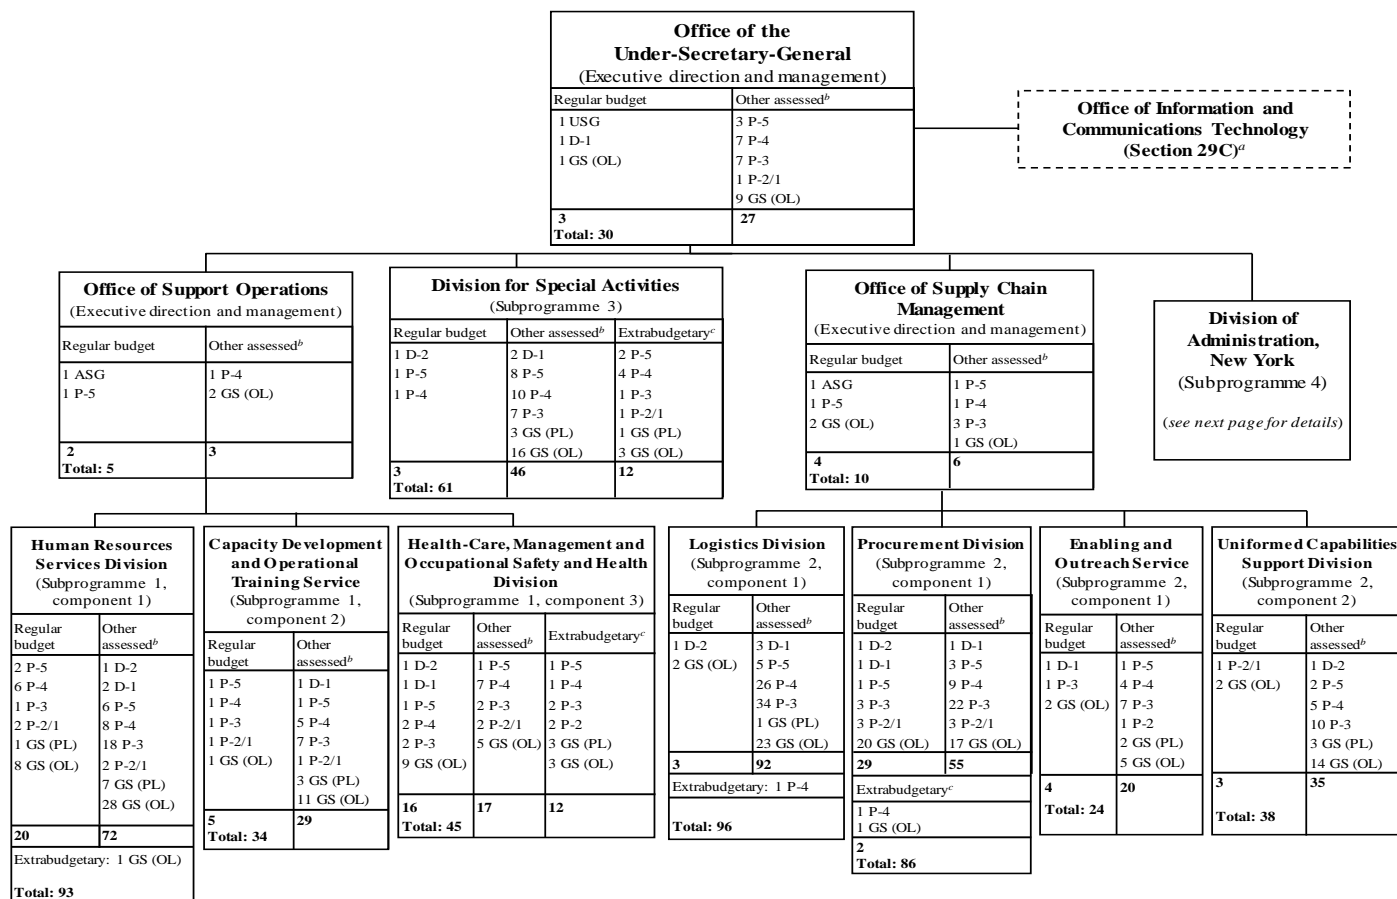 Office of the
Under-Secretary-General
(Executive direction and management)
Regular budget
Other assessedᵇ
1 USG
1 D-1
1 GS (OL)
3 P-5
7 P-4
7 P-3
1 P-2/1
9 GS (OL)
3
Total: 30
27
Office of Information and
Communications Technology
(Section 29C)ᵃ
Office of Support Operations
(Executive direction and management)
Regular budget
Other assessedᵇ
1 ASG
1 P-5
1 P-4
2 GS (OL)
2
Total: 5
3
Division for Special Activities
(Subprogramme 3)
Regular budget
Other assessedᵇ
Extrabudgetaryᶜ
1 D-2
1 P-5
1 P-4
2 D-1
8 P-5
10 P-4
7 P-3
3 GS (PL)
16 GS (OL)
2 P-5
4 P-4
1 P-3
1 P-2/1
1 GS (PL)
3 GS (OL)
3
Total: 61
46
12
Office of Supply Chain
Management
(Executive direction and management)
Regular budget
Other assessedᵇ
1 ASG
1 P-5
2 GS (OL)
1 P-5
1 P-4
3 P-3
1 GS (OL)
4
Total: 10
6
Division of
Administration,
New York
(Subprogramme 4)
(see next page for details)
Human Resources
Services Division
(Subprogramme 1,
component 1)
Regular
budget
Other
assessedᵇ
2 P-5
6 P-4
1 P-3
2 P-2/1
1 GS (PL)
8 GS (OL)
1 D-2
2 D-1
6 P-5
8 P-4
18 P-3
2 P-2/1
7 GS (PL)
28 GS (OL)
20
72
Extrabudgetary: 1 GS (OL)
Total: 93
Capacity Development
and Operational
Training Service
(Subprogramme 1,
component 2)
Regular
budget
Other
assessedᵇ
1 P-5
1 P-4
1 P-3
1 P-2/1
1 GS (OL)
1 D-1
1 P-5
5 P-4
7 P-3
1 P-2/1
3 GS (PL)
11 GS (OL)
5
Total: 34
29
Health-Care, Management and
Occupational Safety and Health
Division
(Subprogramme 1, component 3)
Regular
budget
Other
assessedᵇ
Extrabudgetaryᶜ
1 D-2
1 D-1
1 P-5
2 P-4
2 P-3
9 GS (OL)
1 P-5
7 P-4
2 P-3
2 P-2/1
5 GS (OL)
1 P-5
1 P-4
2 P-3
2 P-2
3 GS (PL)
3 GS (OL)
16
Total: 45
17
12
Logistics Division
(Subprogramme 2,
component 1)
Regular
budget
Other
assessedᵇ
1 D-2
2 GS (OL)
3 D-1
5 P-5
26 P-4
34 P-3
1 GS (PL)
23 GS (OL)
3
92
Extrabudgetary: 1 P-4
Total: 96
Procurement Division
(Subprogramme 2,
component 1)
Regular
budget
Other
assessedᵇ
1 D-2
1 D-1
1 P-5
3 P-3
3 P-2/1
20 GS (OL)
1 D-1
3 P-5
9 P-4
22 P-3
3 P-2/1
17 GS (OL)
29
55
Extrabudgetaryᶜ
1 P-4
1 GS (OL)
2
Total: 86
Enabling and
Outreach Service
(Subprogramme 2,
component 1)
Regular
budget
Other
assessedᵇ
1 D-1
1 P-3
2 GS (OL)
1 P-5
4 P-4
7 P-3
1 P-2
2 GS (PL)
5 GS (OL)
4
Total: 24
20
Uniformed Capabilities
Support Division
(Subprogramme 2,
component 2)
Regular
budget
Other
assessedᵇ
1 P-2/1
2 GS (OL)
1 D-2
2 P-5
5 P-4
10 P-3
3 GS (PL)
14 GS (OL)
3
Total: 38
35